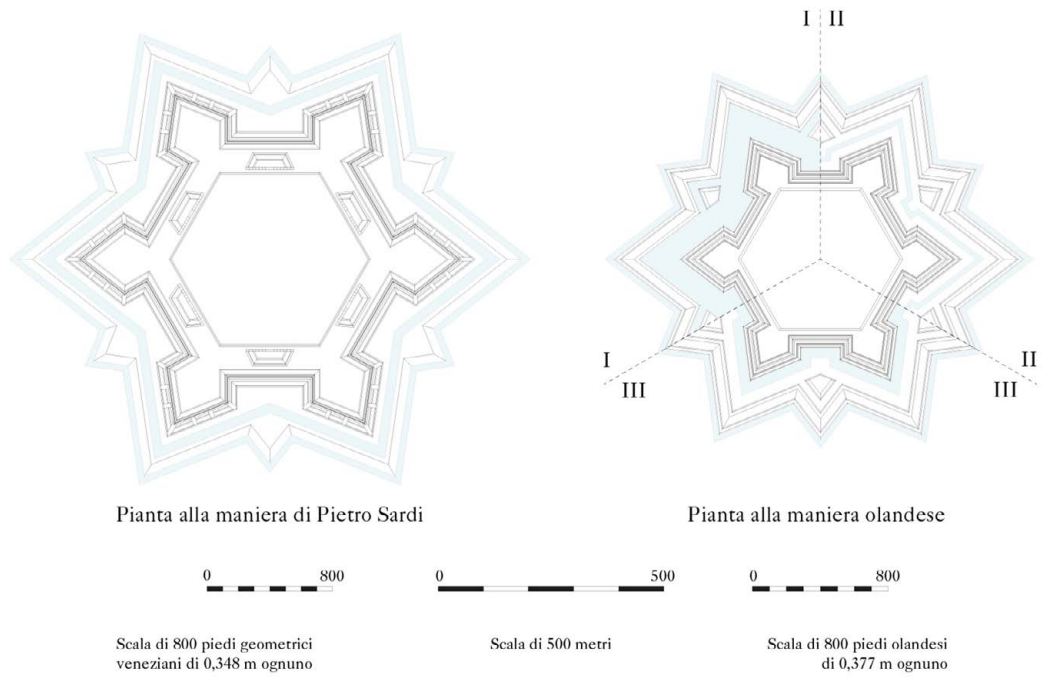 I II
I II
III III
Pianta alla maniera di Pietro Sardi
Pianta alla maniera olandese
0 800
0 500
0 800
Scala di 800 piedi geometrici
veneziani di 0,348 m ognuno
Scala di 500 metri
Scala di 800 piedi olandesi
di 0,377 m ognuno